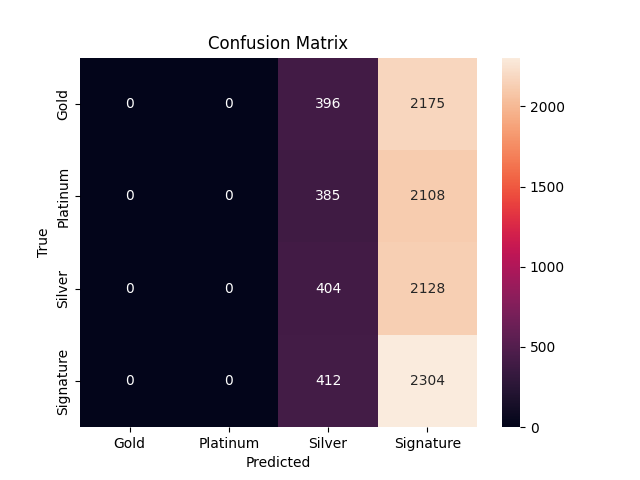 Confusion Matrix
True
Gold
0 0 396 2175
Platinum
0 0 385 2108
Silver
0 0 404 2128
Signature
0 0 412 2304
Gold Platinum Silver Signature
Predicted
2000
1500
1000
500
0